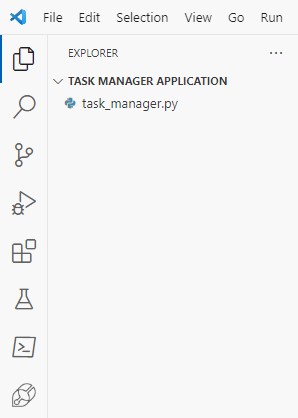 File Edit Selection View Go Run
EXPLORER
TASK MANAGER APPLICATION
task_manager.py